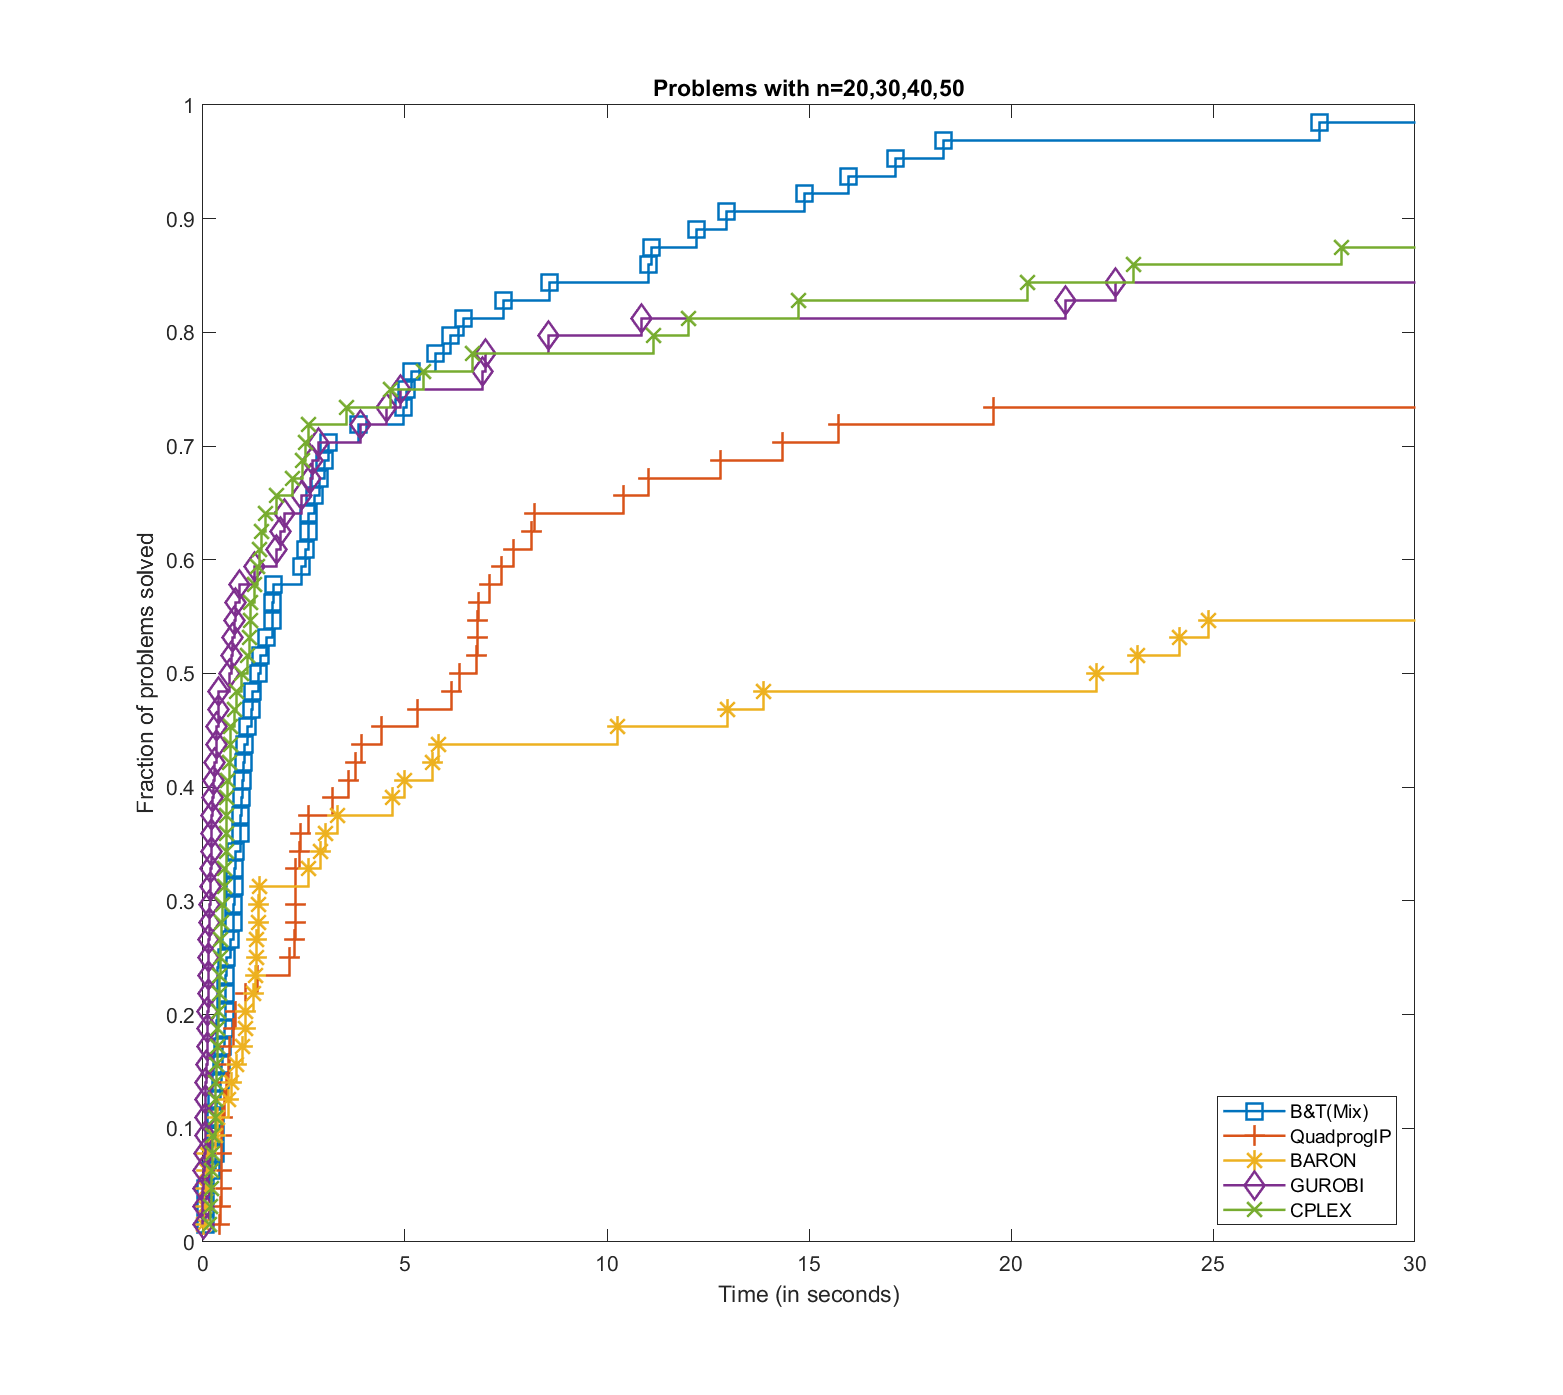 Problems with n=20,30,40,50
Fraction of problems solved
1
0.9
0.8
0.7
0.6
0.5
0.4
0.3
0.2
0.1
0
0 5 10 15 20 25 30
Time (in seconds)
B&T(Mix)
QuadprogIP
BARON
GUROBI
CPLEX